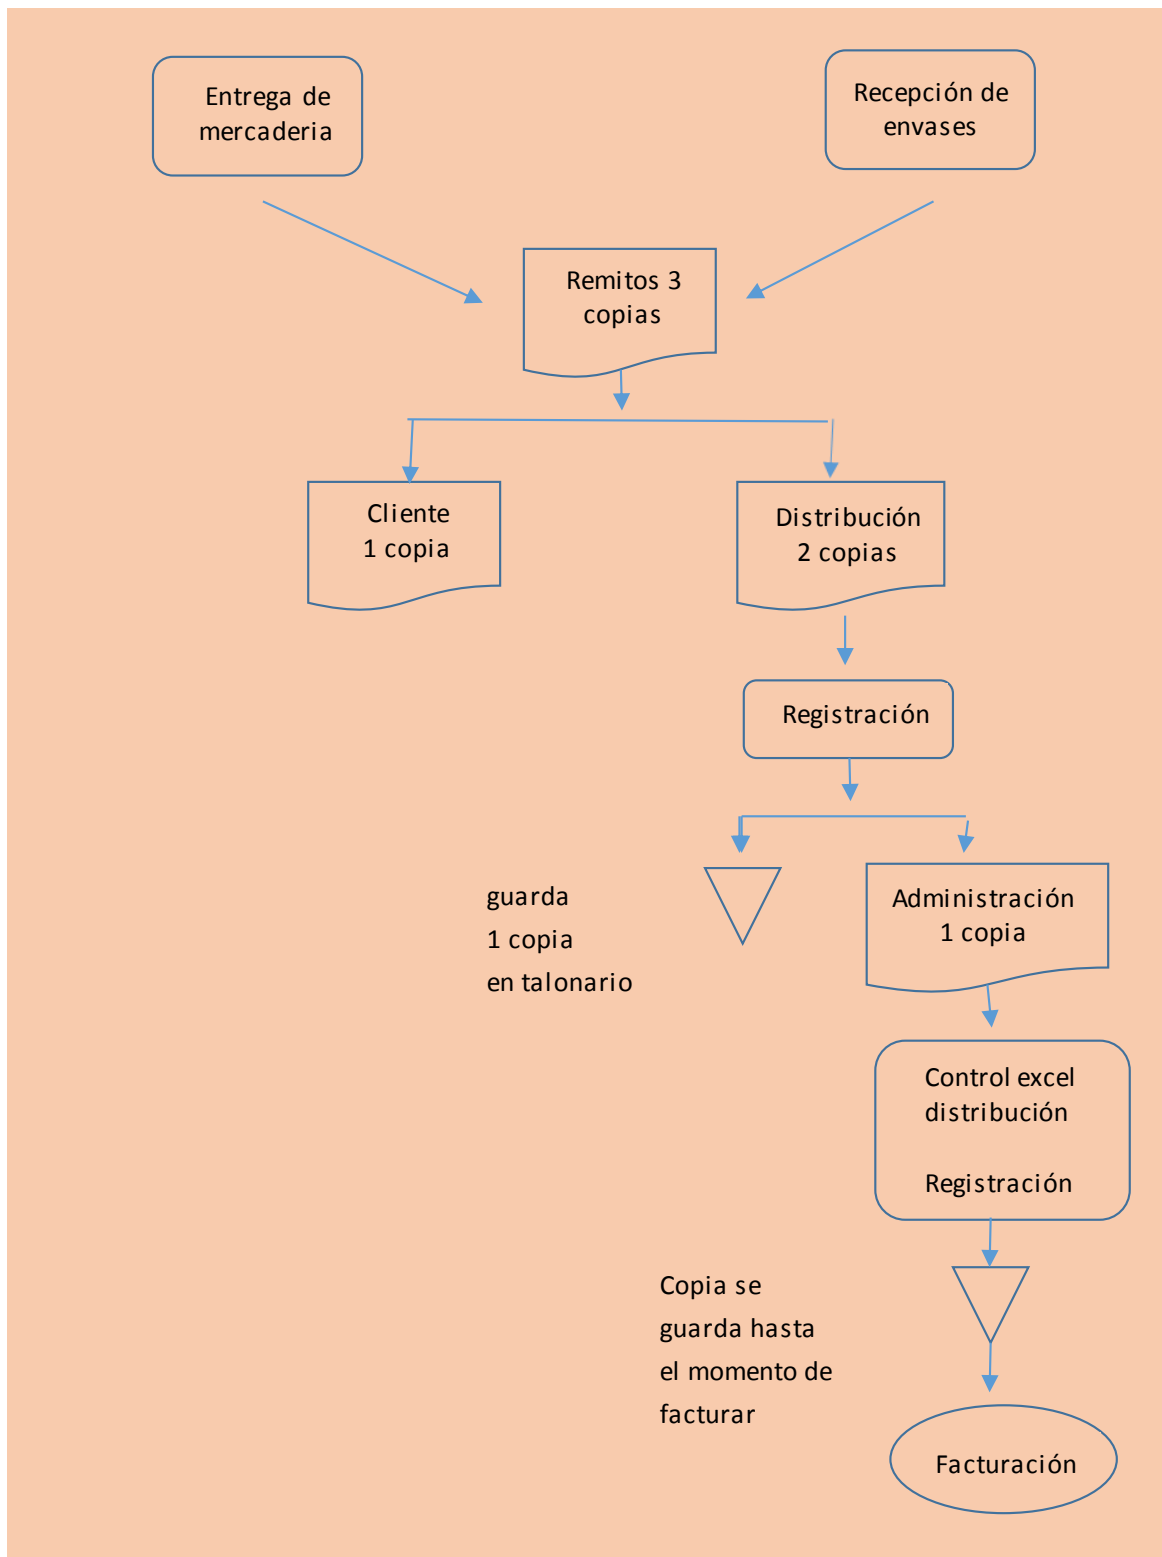 Entrega de
mercaderia
Recepción de
envases
Remitos 3
copias
Cliente
1 copia
Distribución
2 copias
Registración
guarda
1 copia
en talonario
Administración
1 copia
Control excel
distribución
Registración
Copia se
guarda hasta
el momento de
facturar
Facturación